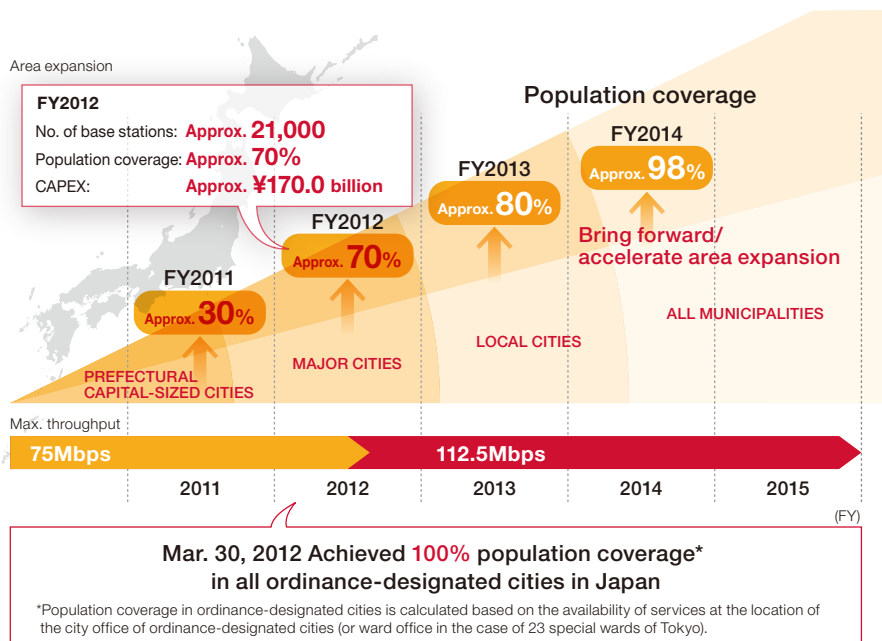 Area expansion
FY2012
No. of base stations: Approx. 21,000
Population coverage: Approx. 70%
CAPEX: Approx. ¥170.0 billion
Population coverage
FY2014
Approx. 98%
FY2013
Approx. 80%
FY2012
Approx. 70%
FY2011
Approx. 30%
Bring forward/
accelerate area expansion
ALL MUNICIPALITIES
LOCAL CITIES
MAJOR CITIES
PREFECTURAL
CAPITAL-SIZED CITIES
Max. throughput
75Mbps 112.5Mbps
2011 2012 2013 2014 2015
(FY)
Mar. 30, 2012 Achieved 100% population coverage*
in all ordinance-designated cities in Japan
*Population coverage in ordinance-designated cities is calculated based on the availability of services at the location of
the city office of ordinance-designated cities (or ward office in the case of 23 special wards of Tokyo).